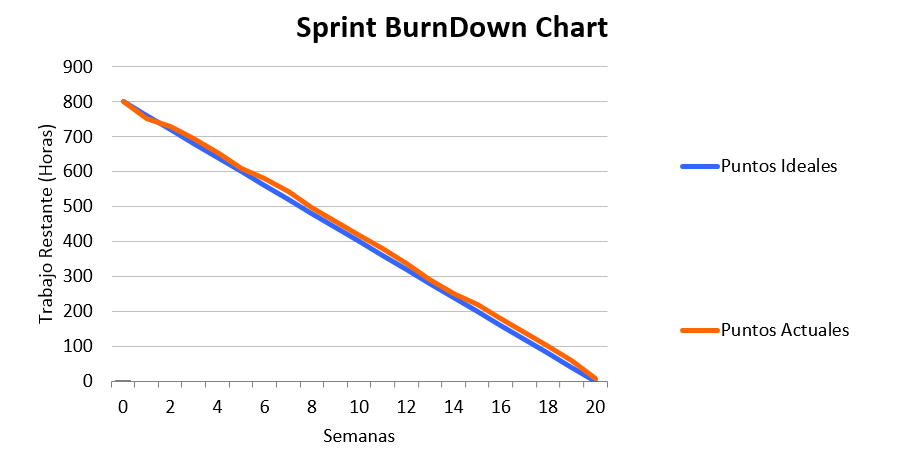 Sprint BurnDown Chart
900
800
700
600
500
400
300
200
100
0
Trabajo Restante (Horas)
0 2 4 6 8 10 12 14 16 18 20
Semanas
Puntos Ideales
Puntos Actuales